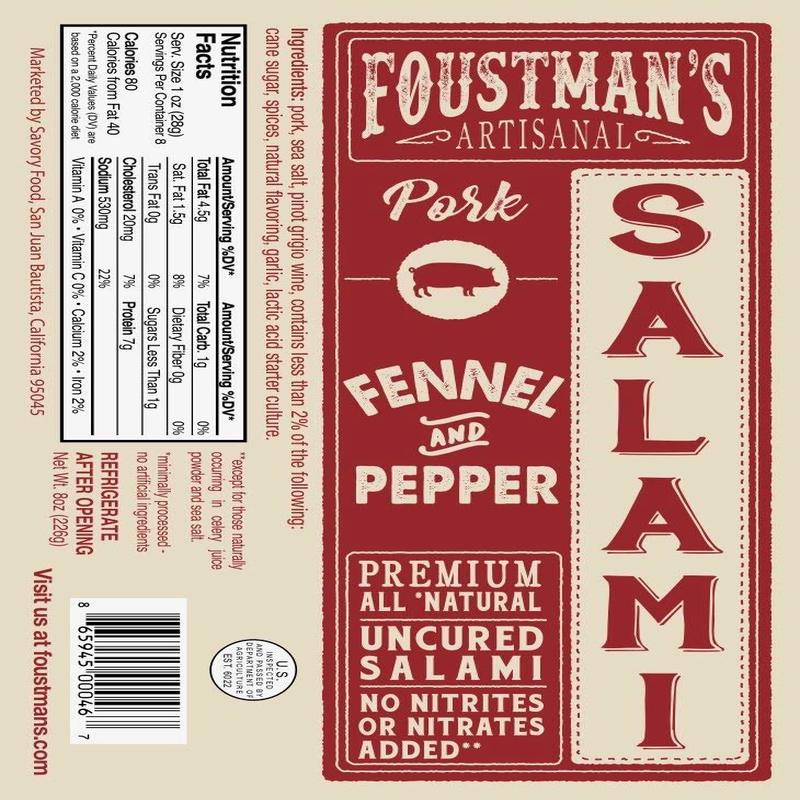 FOUSTMAN'S
ARTISANAL
Pork
FENNEL
AND
PEPPER
PREMIUM
ALL *NATURAL
UNCURED
SALAMI
NO NITRITES
OR NITRATES
ADDED**
SALAMI
Ingredients: pork, sea salt, pinot grigio wine, contains less than 2% of the following:
cane sugar, spices, natural flavoring, garlic, lactic acid starter culture.
Nutrition
Facts
Serv. Size 1 oz (28g)
Servings Per Container 8
Calories 80
Calories from Fat 40
*Percent Daily Values (DV) are
based on a 2,000 calorie diet
Amount/Serving %DV* Amount/Serving %DV*
Total Fat 4.5g 7% Total Carb. 1g 0%
Sat. Fat 1.5g 8% Dietary Fiber 0g 0%
Trans Fat 0g 0% Sugars Less Than 1g
Cholesterol 20mg 7% Protein 7g
Sodium 530mg 22%
Vitamin A 0% • Vitamin C 0% • Calcium 2% • Iron 2%
Marketed by Savory Food, San Juan Bautista, California 95045
**except for those naturally
occurring in celery juice
powder and sea salt.
*minimally processed -
no artificial ingredients
REFRIGERATE
AFTER OPENING
Net Wt. 8oz (226g)
U.S.
INSPECTED
AND PASSED BY
DEPARTMENT OF
AGRICULTURE
EST. 6022
8 65945 00046 7
Visit us at foustmans.com